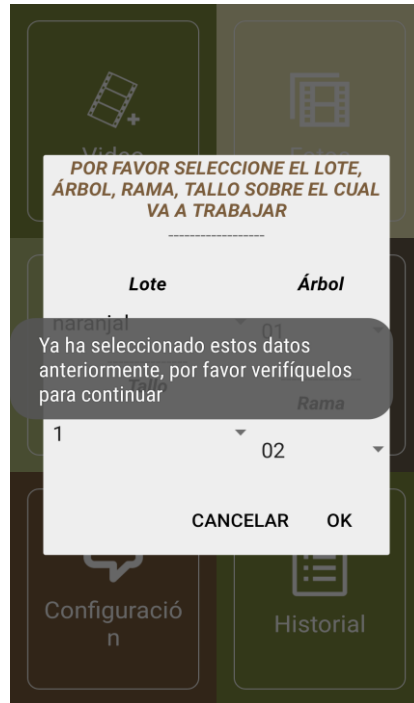 Video
Fotos
POR FAVOR SELECCIONE EL LOTE,
ÁRBOL, RAMA, TALLO SOBRE EL CUAL
VA A TRABAJAR
------------------
Lote
Árbol
naranjal
01
Ya ha seleccionado estos datos
anteriormente, por favor verifíquelos
para continuar
Tallo
Rama
1
02
CANCELAR OK
Configuració
n
Historial